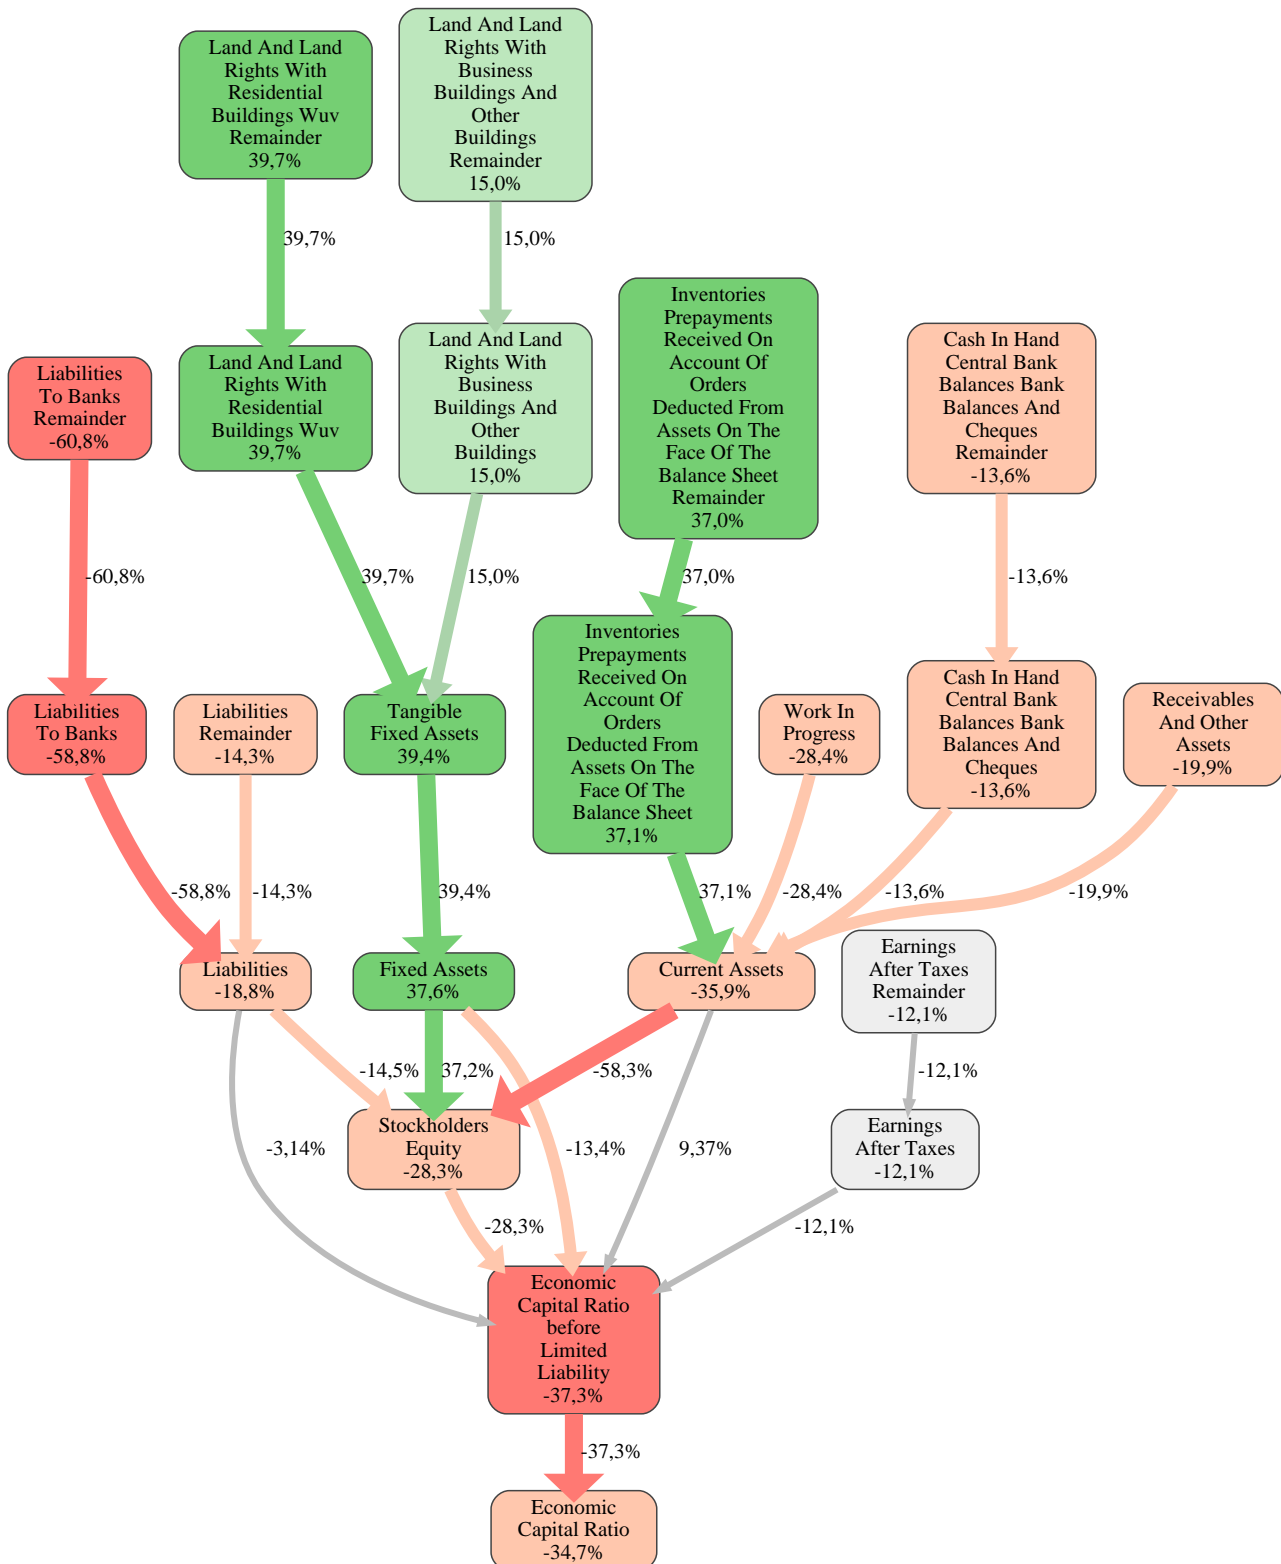 Land And Land
Rights With
Residential
Buildings Wuv
Remainder
39,7%
Land And Land
Rights With
Business
Buildings And
Other
Buildings
Remainder
15,0%
39,7%
15,0%
Liabilities
To Banks
Remainder
-60,8%
Land And Land
Rights With
Residential
Buildings Wuv
39,7%
Land And Land
Rights With
Business
Buildings And
Other
Buildings
15,0%
Inventories
Prepayments
Received On
Account Of
Orders
Deducted From
Assets On The
Face Of The
Balance Sheet
Remainder
37,0%
Cash In Hand
Central Bank
Balances Bank
Balances And
Cheques
Remainder
-13,6%
-60,8%
39,7%
15,0%
37,0%
-13,6%
Liabilities
To Banks
-58,8%
Liabilities
Remainder
-14,3%
Tangible
Fixed Assets
39,4%
Inventories
Prepayments
Received On
Account Of
Orders
Deducted From
Assets On The
Face Of The
Balance Sheet
37,1%
Work In
Progress
-28,4%
Cash In Hand
Central Bank
Balances Bank
Balances And
Cheques
-13,6%
Receivables
And Other
Assets
-19,9%
-58,8%
-14,3%
39,4%
37,1%
-28,4%
-13,6%
-19,9%
Liabilities
-18,8%
Fixed Assets
37,6%
Current Assets
-35,9%
Earnings
After Taxes
Remainder
-12,1%
-14,5%
37,2%
-58,3%
-12,1%
-3,14%
Stockholders
Equity
-28,3%
-13,4%
9,37%
Earnings
After Taxes
-12,1%
-28,3%
-12,1%
Economic
Capital Ratio
before
Limited
Liability
-37,3%
-37,3%
Economic
Capital Ratio
-34,7%